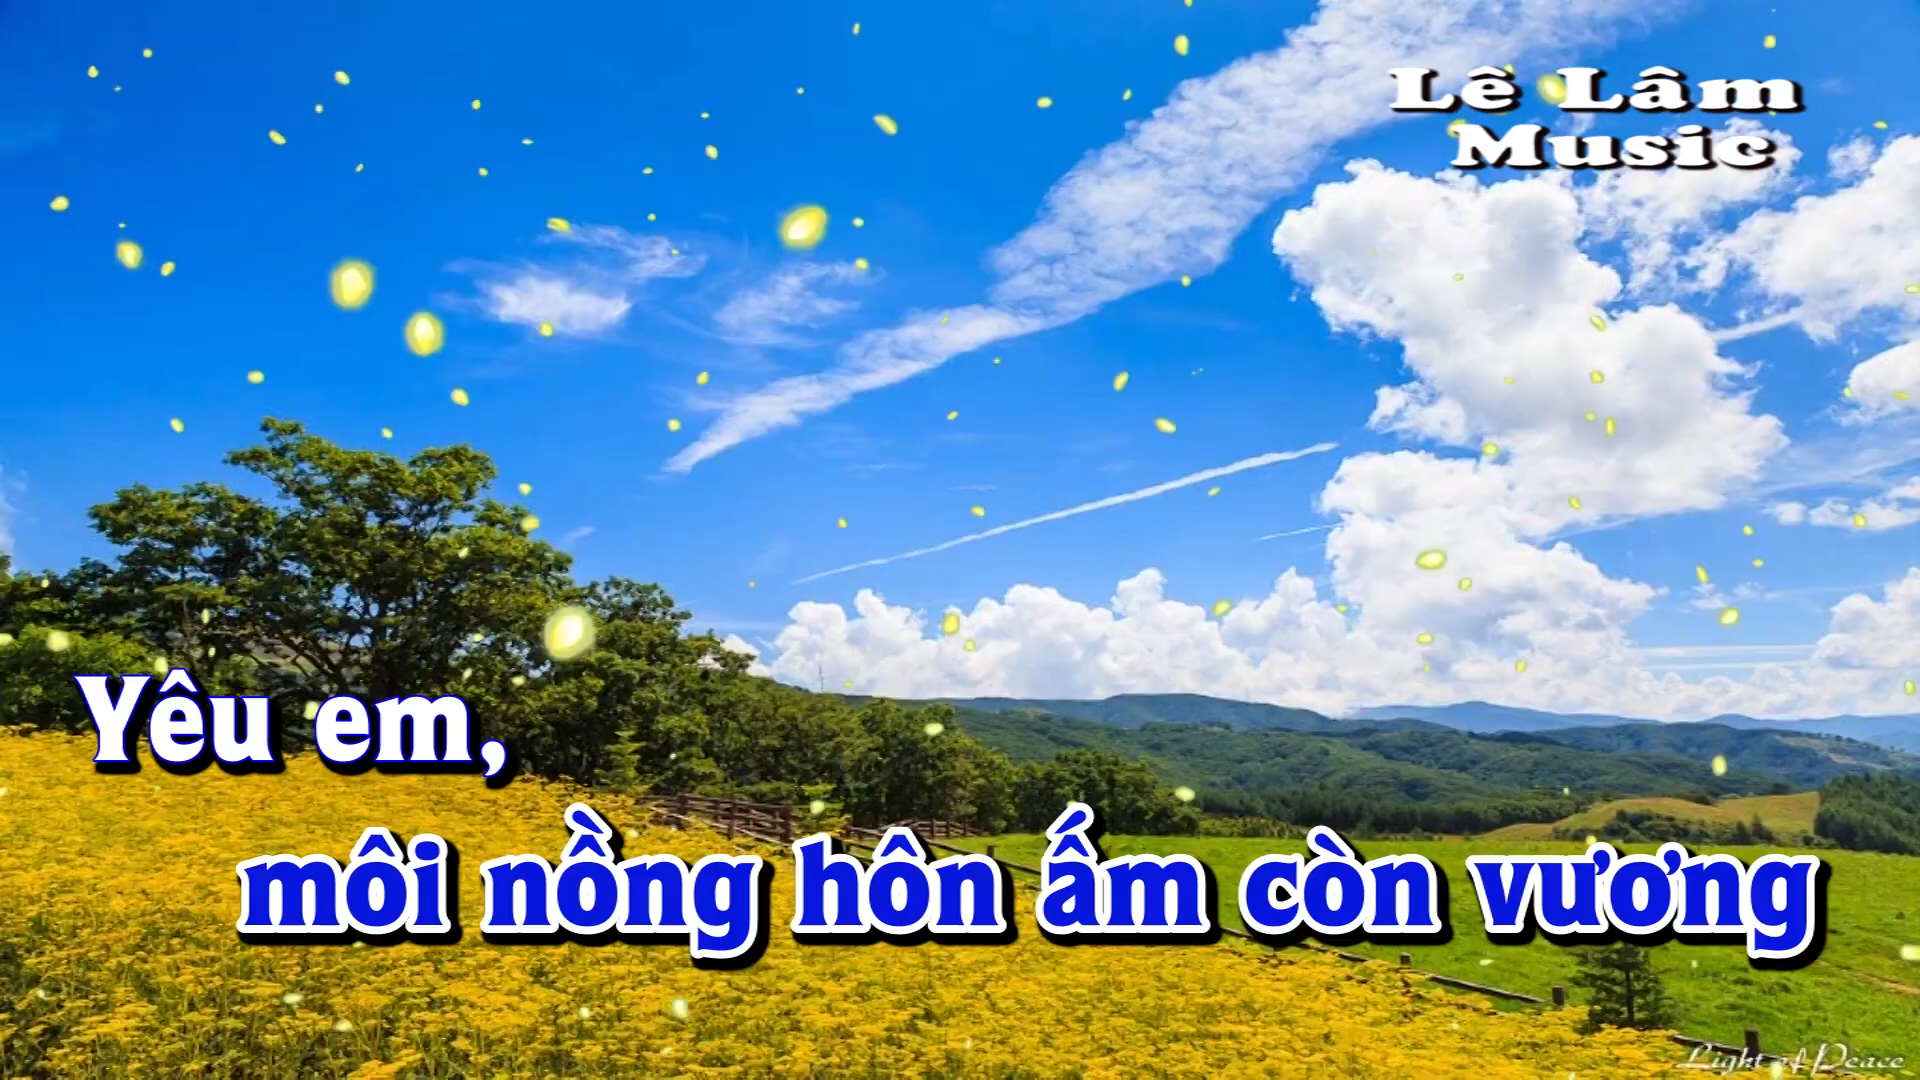 Lê Lâm
Music
Yêu em,
môi nồng hôn ấm còn vương
Light of Peace